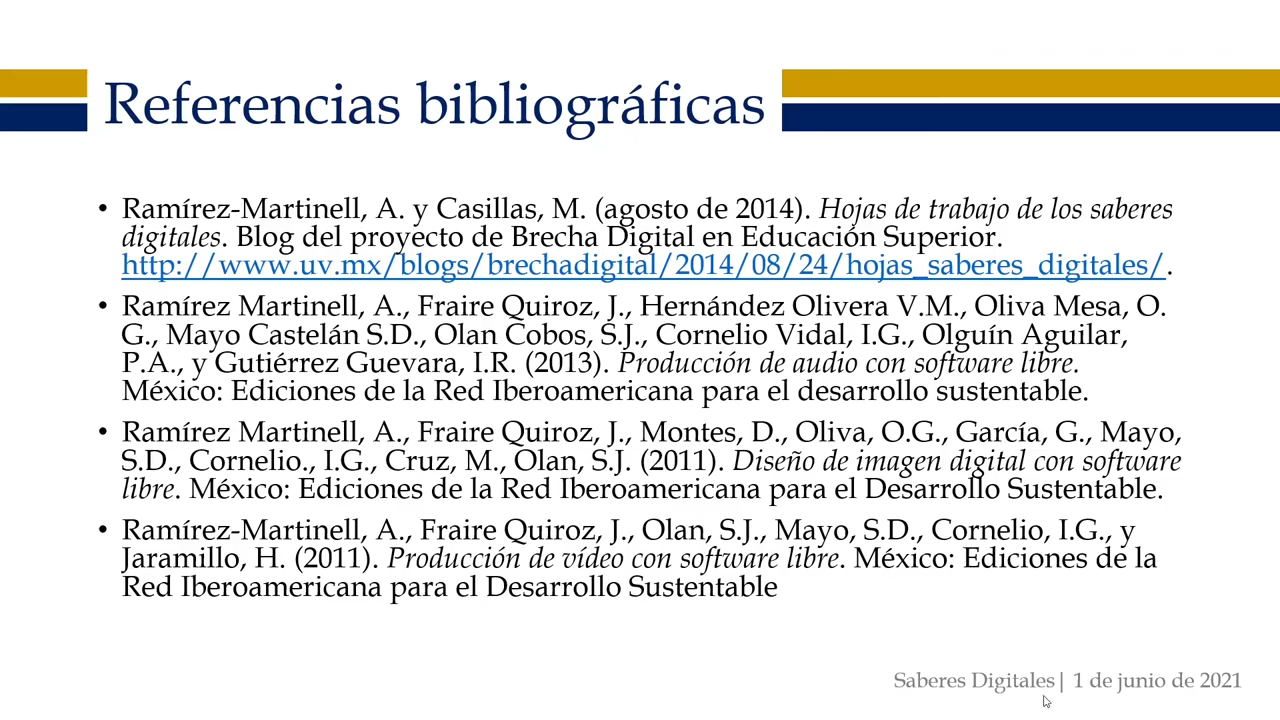 Referencias bibliográficas
• Ramírez-Martinell, A. y Casillas, M. (agosto de 2014). Hojas de trabajo de los saberes
digitales. Blog del proyecto de Brecha Digital en Educación Superior.
http://www.uv.mx/blogs/brechadigital/2014/08/24/hojas_saberes_digitales/.
• Ramírez Martinell, A., Fraire Quiroz, J., Hernández Olivera V.M., Oliva Mesa, O.
G., Mayo Castelán S.D., Olan Cobos, S.J., Cornelio Vidal, I.G., Olguín Aguilar,
P.A., y Gutiérrez Guevara, I.R. (2013). Producción de audio con software libre.
México: Ediciones de la Red Iberoamericana para el desarrollo sustentable.
• Ramírez Martinell, A., Fraire Quiroz, J., Montes, D., Oliva, O.G., García, G., Mayo,
S.D., Cornelio., I.G., Cruz, M., Olan, S.J. (2011). Diseño de imagen digital con software
libre. México: Ediciones de la Red Iberoamericana para el Desarrollo Sustentable.
• Ramírez-Martinell, A., Fraire Quiroz, J., Olan, S.J., Mayo, S.D., Cornelio, I.G., y
Jaramillo, H. (2011). Producción de vídeo con software libre. México: Ediciones de la
Red Iberoamericana para el Desarrollo Sustentable
Saberes Digitales| 1 de junio de 2021